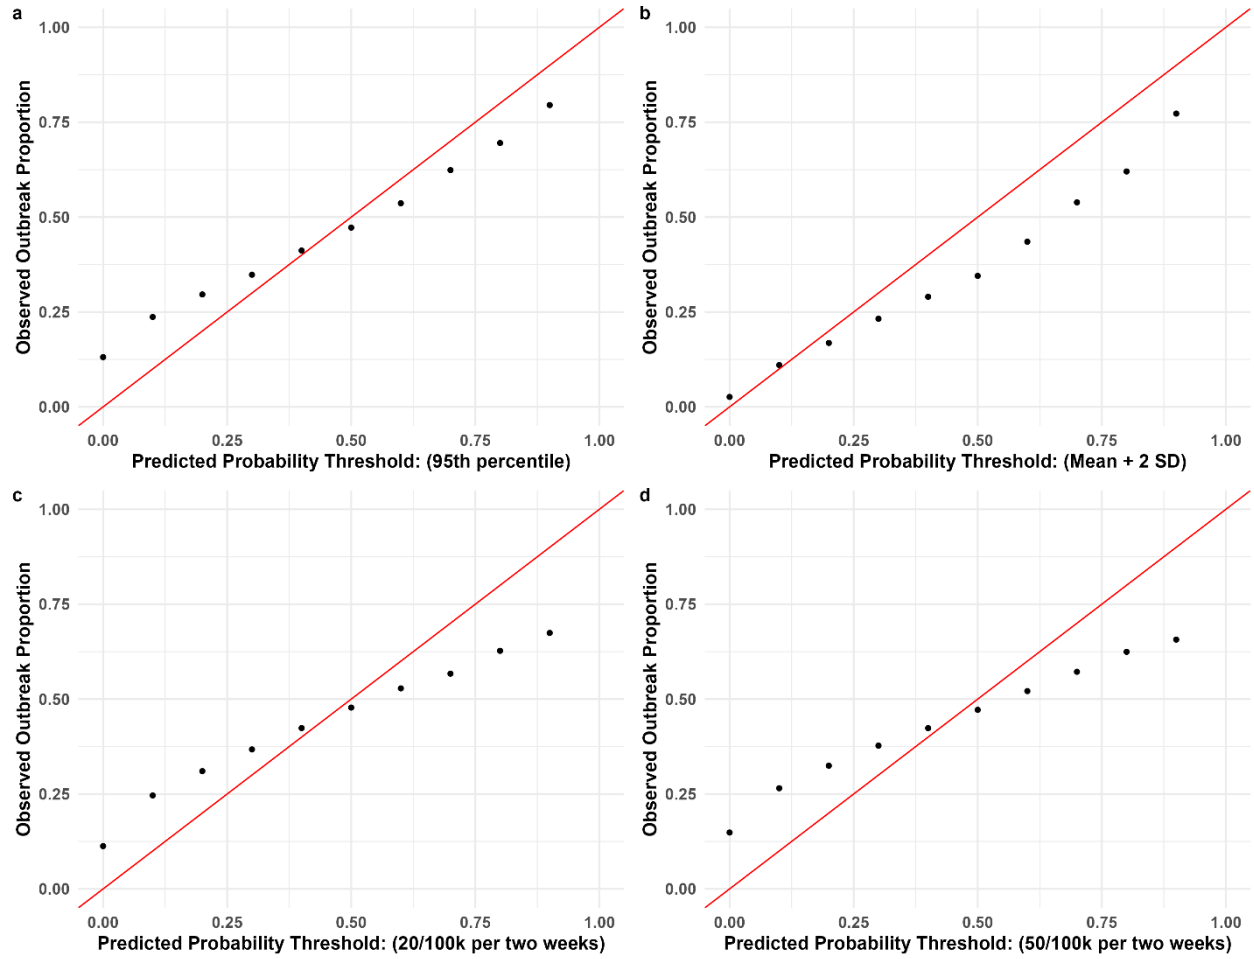 a
1.00
0.75
0.50
0.25
0.00
Observed Outbreak Proportion
0.00 0.25 0.50 0.75 1.00
Predicted Probability Threshold: (95th percentile)
b
1.00
0.75
0.50
0.25
0.00
Observed Outbreak Proportion
0.00 0.25 0.50 0.75 1.00
Predicted Probability Threshold: (Mean + 2 SD)
c
1.00
0.75
0.50
0.25
0.00
Observed Outbreak Proportion
0.00 0.25 0.50 0.75 1.00
Predicted Probability Threshold: (20/100k per two weeks)
d
1.00
0.75
0.50
0.25
0.00
Observed Outbreak Proportion
0.00 0.25 0.50 0.75 1.00
Predicted Probability Threshold: (50/100k per two weeks)